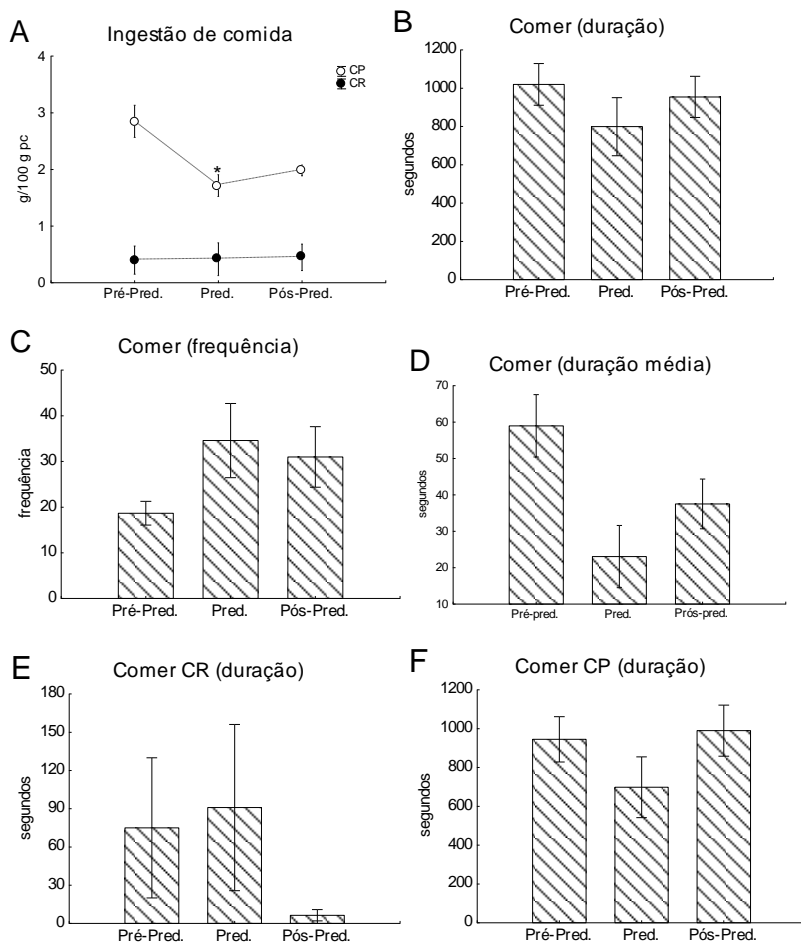 A
Ingestão de comida
CP
CR
4
3
2
1
0
g/100 g pc
*
Pré-Pred.
Pred.
Pós-Pred.
B
Comer (duração)
1200
1000
800
600
400
200
0
segundos
Pré-Pred.
Pred.
Pós-Pred.
C
Comer (frequência)
50
40
30
20
10
0
frequência
Pré-Pred.
Pred.
Pós-Pred.
D
Comer (duração média)
70
60
50
40
30
20
10
segundos
Pré-pred.
Pred.
Prós-pred.
E
Comer CR (duração)
180
150
120
90
60
30
0
segundos
Pré-Pred.
Pred.
Pós-Pred.
F
Comer CP (duração)
1200
1000
800
600
400
200
0
segundos
Pré-Pred.
Pred.
Pós-Pred.